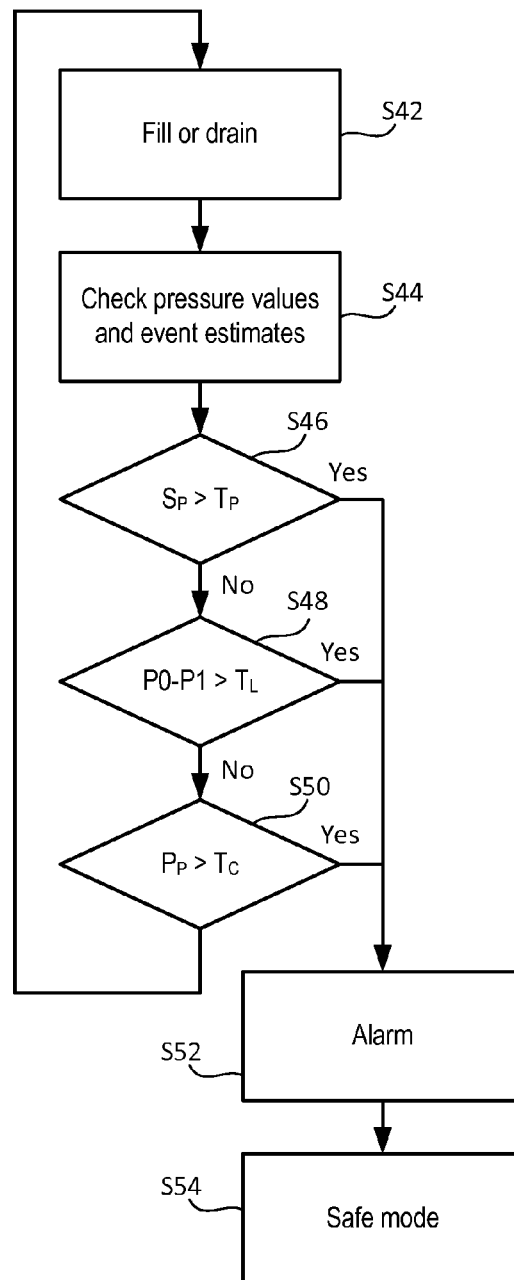 Fill or drain
S42
Check pressure values
and event estimates
S44
S46
Yes
SP > TP
No
S48
Yes
P0-P1 > TL
No
S50
Yes
PP > TC
Alarm
S52
Safe mode
S54